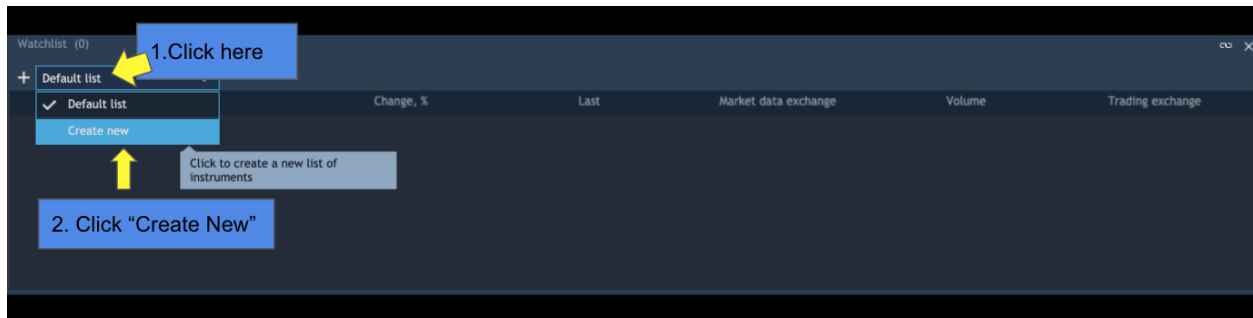 Watchlist (0)
1.Click here
Default list
Default list
Change, %
Last
Market data exchange
Volume
Trading exchange
Create new
Click to create a new list of
instruments
2. Click “Create New”